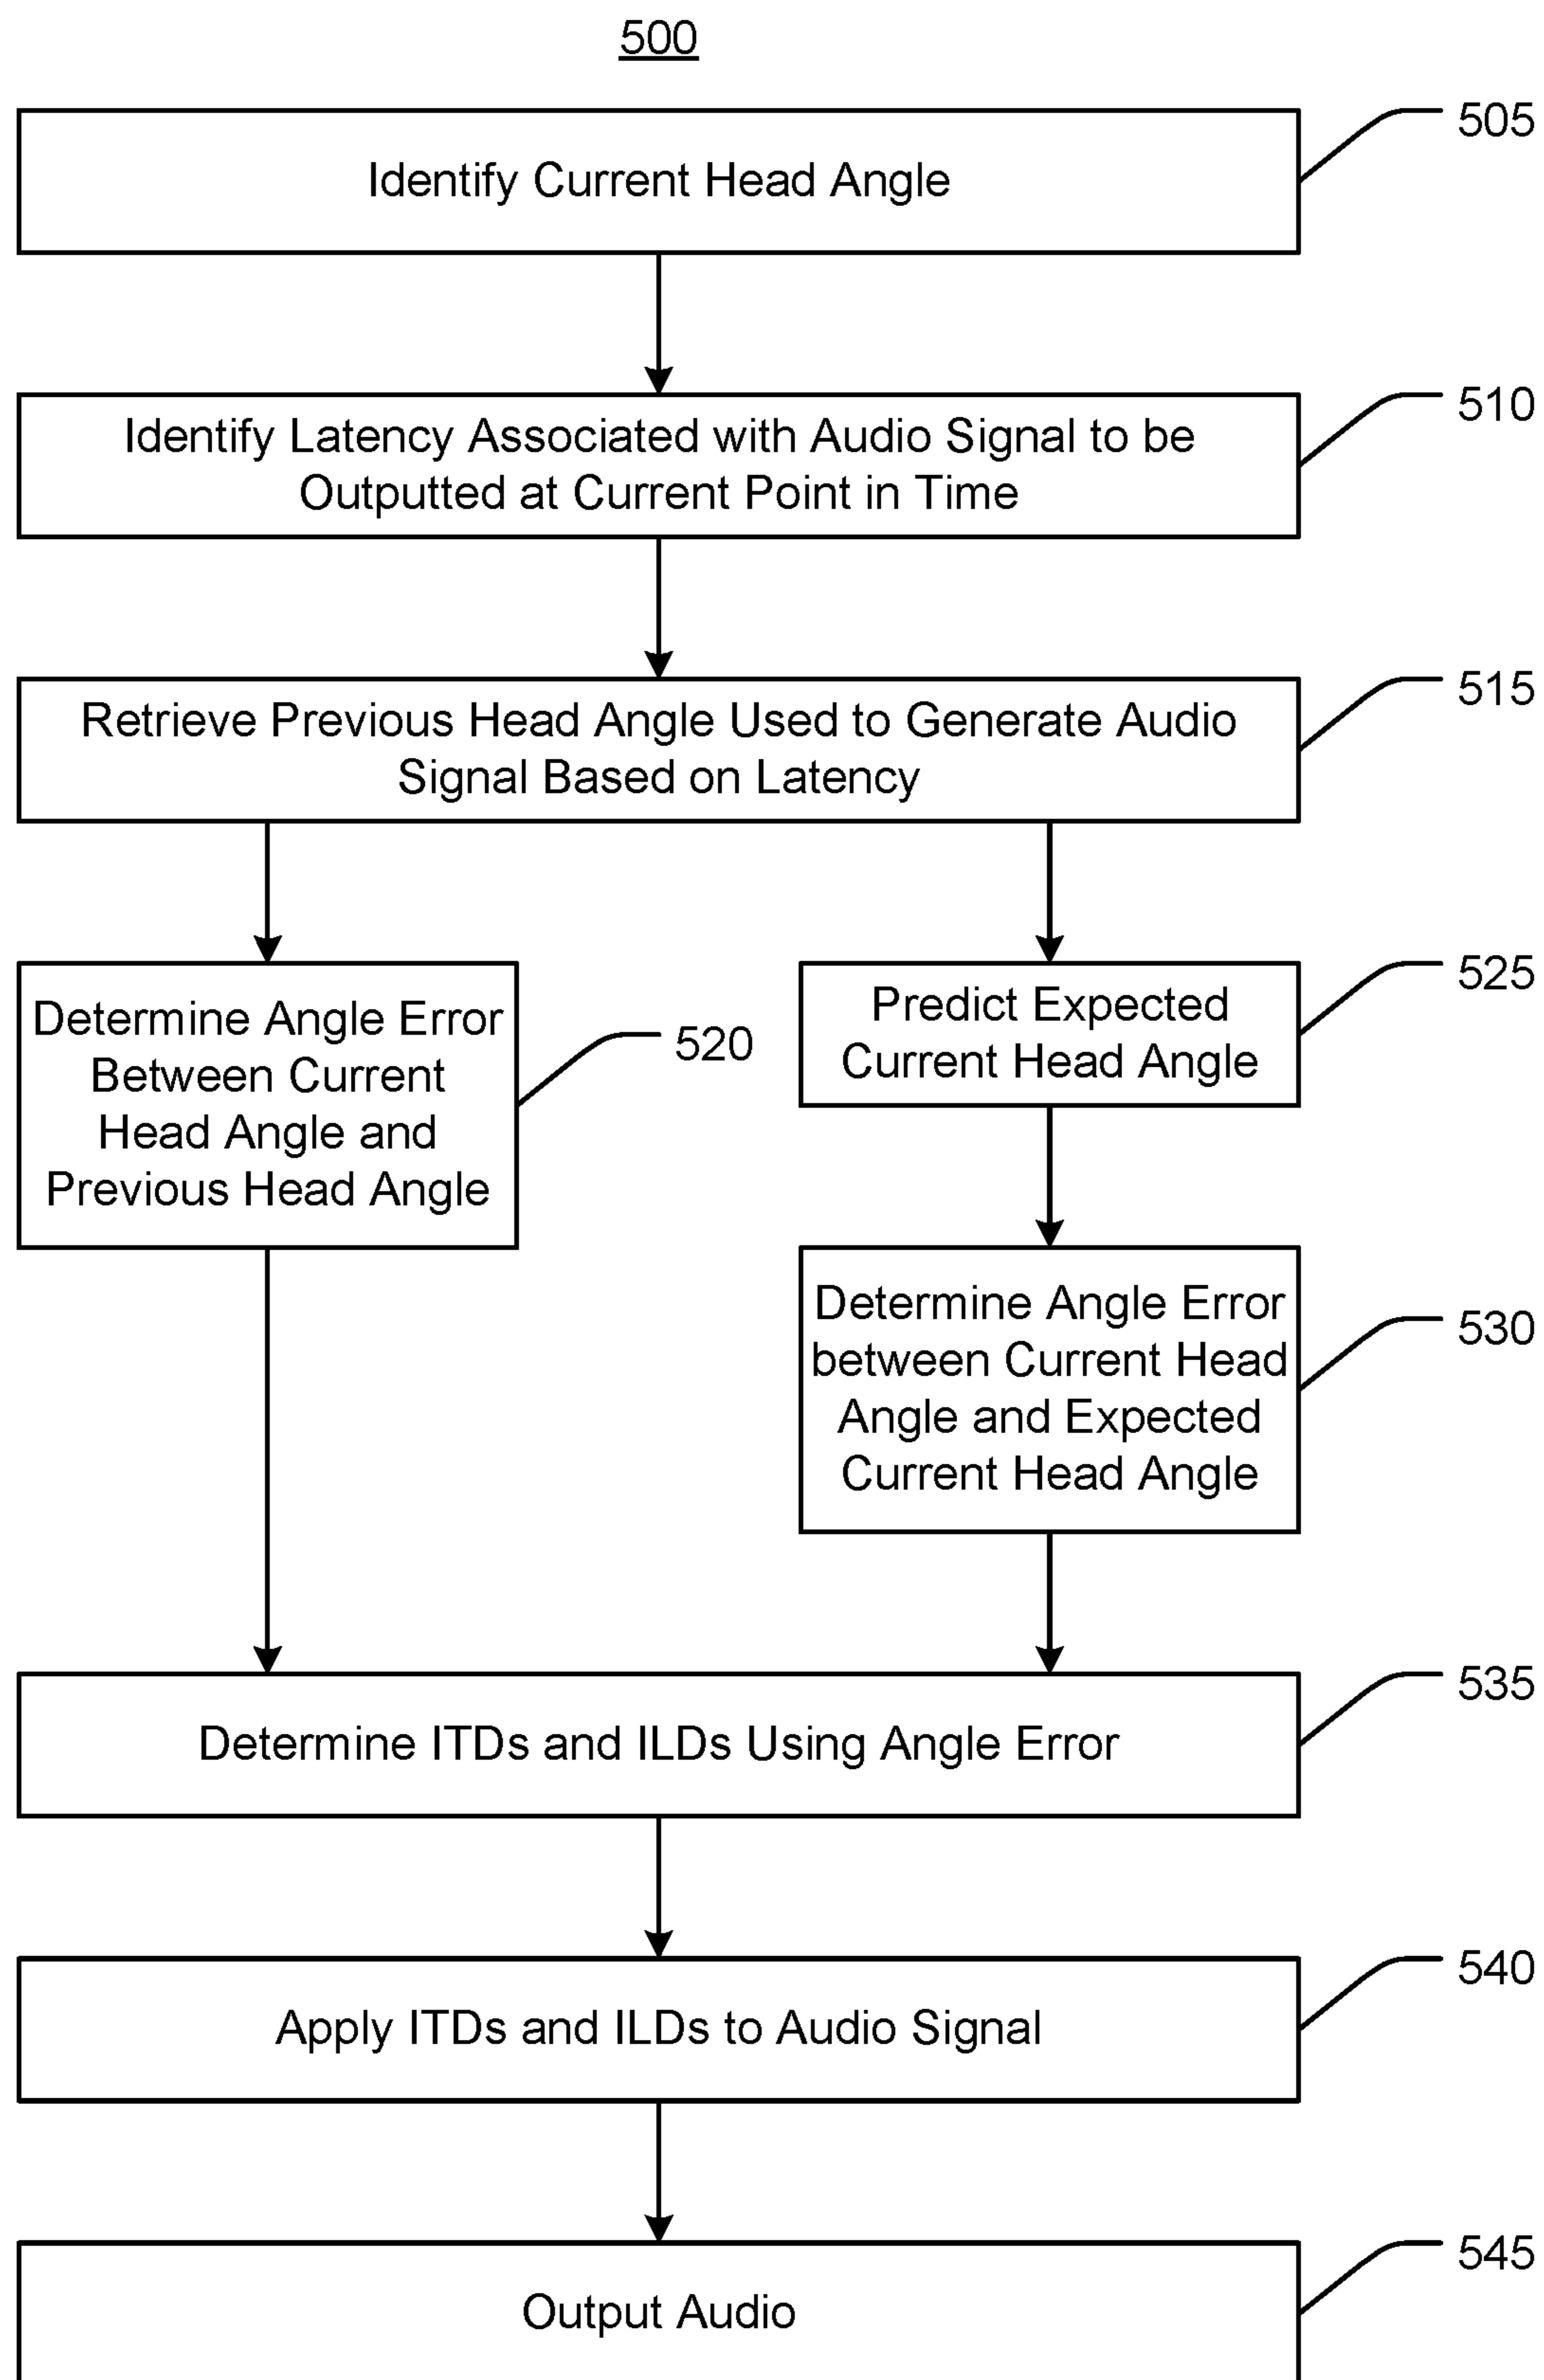 500
Identify Current Head Angle
505
Identify Latency Associated with Audio Signal to be
Outputted at Current Point in Time
510
Retrieve Previous Head Angle Used to Generate Audio
Signal Based on Latency
515
Determine Angle Error
Between Current
Head Angle and
Previous Head Angle
520
Predict Expected
Current Head Angle
525
Determine Angle Error
between Current Head
Angle and Expected
Current Head Angle
530
Determine ITDs and ILDs Using Angle Error
535
Apply ITDs and ILDs to Audio Signal
540
Output Audio
545